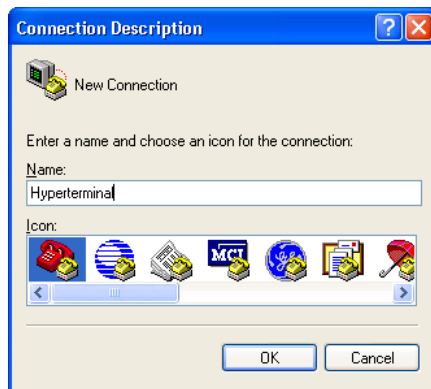 Connection Description
New Connection
Enter a name and choose an icon for the connection:
Name:
Hyperterminal
Icon:
MCI
OK Cancel